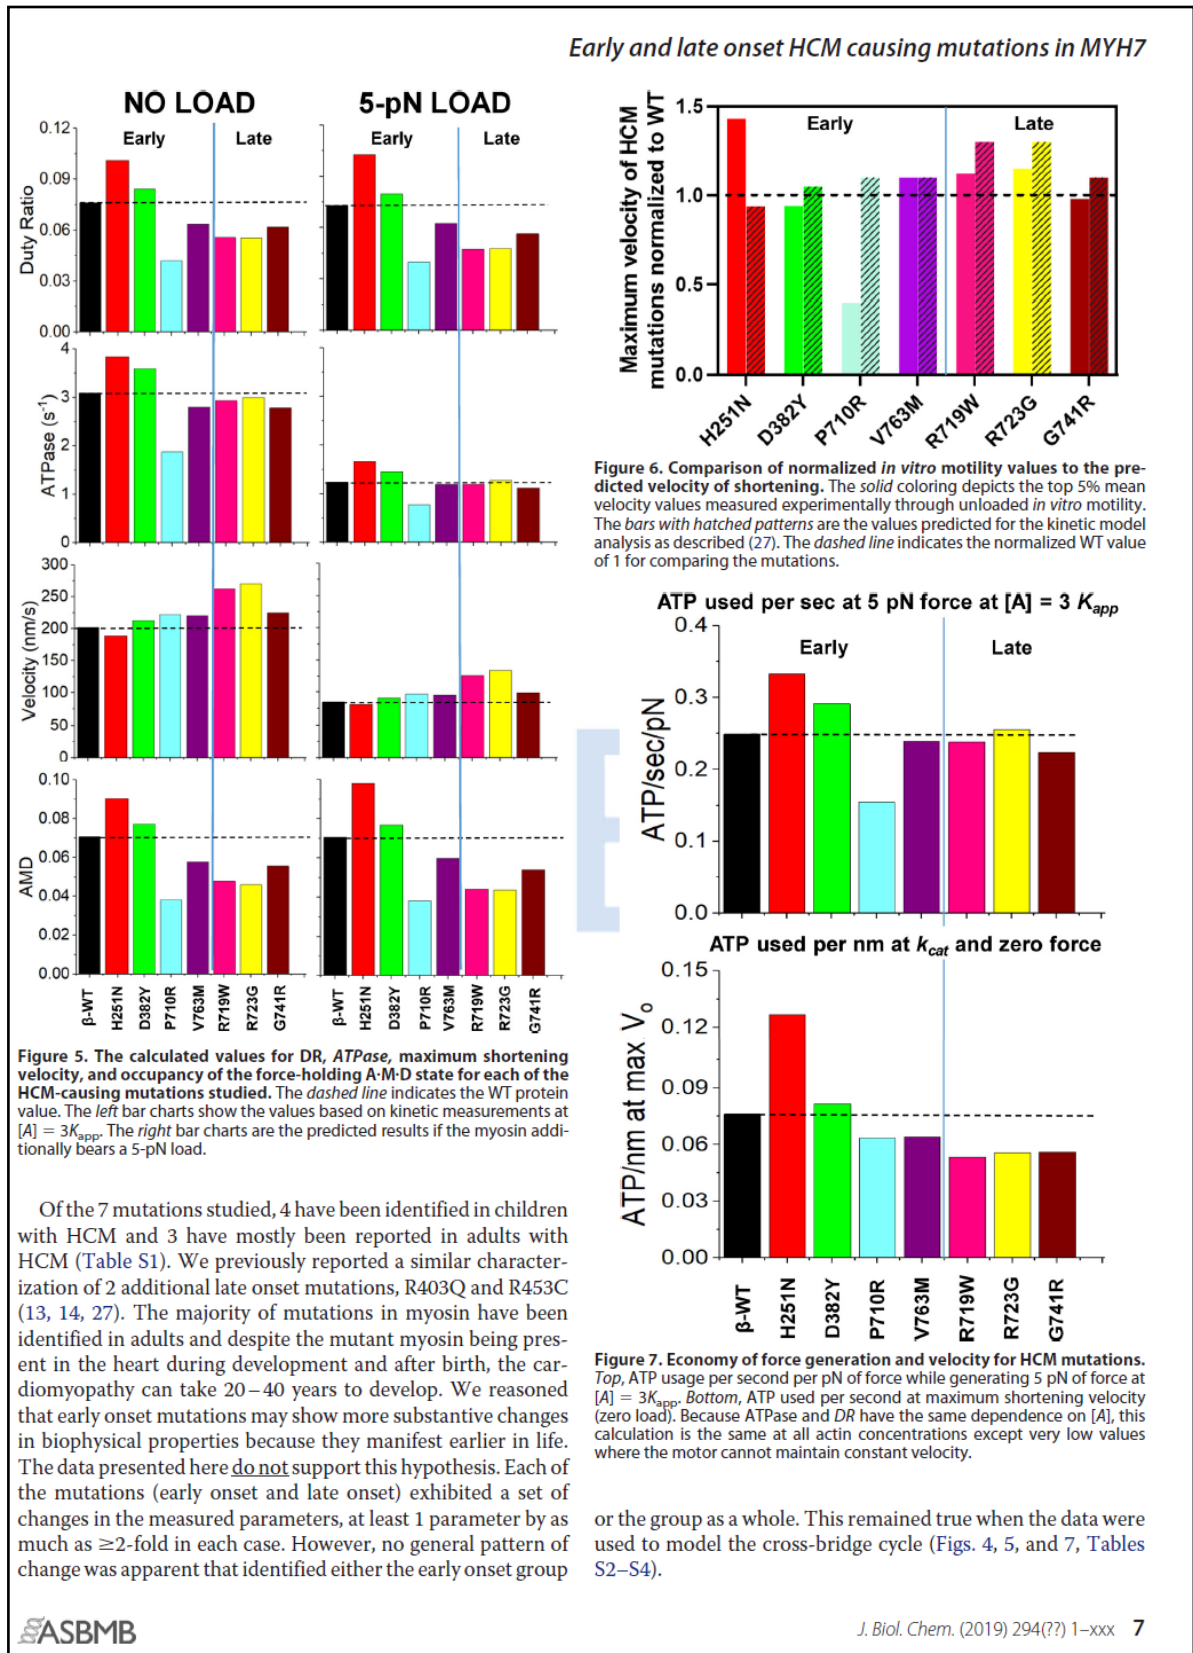 Early and late onset HCM causing mutations in MYH7
NO LOAD
5-pN LOAD
Early
Late
Early
Late
Duty Ratio
0.12
0.09
0.06
0.03
0.00
ATPase (s⁻¹)
4
3
2
1
0
Velocity (nm/s)
300
250
200
150
100
50
0
AMD
0.10
0.08
0.06
0.04
0.02
0.00
β-WT
H251N
D382Y
P710R
V763M
R719W
R723G
G741R
β-WT
H251N
D382Y
P710R
V763M
R719W
R723G
G741R
Figure 5. The calculated values for DR, ATPase, maximum shortening
velocity, and occupancy of the force-holding A·M·D state for each of the
HCM-causing mutations studied. The dashed line indicates the WT protein
value. The left bar charts show the values based on kinetic measurements at
[A] = 3Kapp. The right bar charts are the predicted results if the myosin addi-
tionally bears a 5-pN load.
Of the 7 mutations studied, 4 have been identified in children
with HCM and 3 have mostly been reported in adults with
HCM (Table S1). We previously reported a similar character-
ization of 2 additional late onset mutations, R403Q and R453C
(13, 14, 27). The majority of mutations in myosin have been
identified in adults and despite the mutant myosin being pres-
ent in the heart during development and after birth, the car-
diomyopathy can take 20–40 years to develop. We reasoned
that early onset mutations may show more substantive changes
in biophysical properties because they manifest earlier in life.
The data presented here do not support this hypothesis. Each of
the mutations (early onset and late onset) exhibited a set of
changes in the measured parameters, at least 1 parameter by as
much as ≥2-fold in each case. However, no general pattern of
change was apparent that identified either the early onset group
Maximum velocity of HCM
mutations normalized to WT
1.5
1.0
0.5
0.0
Early
Late
H251N
D382Y
P710R
V763M
R719W
R723G
G741R
Figure 6. Comparison of normalized in vitro motility values to the pre-
dicted velocity of shortening. The solid coloring depicts the top 5% mean
velocity values measured experimentally through unloaded in vitro motility.
The bars with hatched patterns are the values predicted for the kinetic model
analysis as described (27). The dashed line indicates the normalized WT value
of 1 for comparing the mutations.
ATP used per sec at 5 pN force at [A] = 3 Kapp
ATP/sec/pN
0.4
0.3
0.2
0.1
0.0
Early
Late
ATP used per nm at kcat and zero force
ATP/nm at max Vo
0.15
0.12
0.09
0.06
0.03
0.00
β-WT
H251N
D382Y
P710R
V763M
R719W
R723G
G741R
Figure 7. Economy of force generation and velocity for HCM mutations.
Top, ATP usage per second per pN of force while generating 5 pN of force at
[A] = 3Kapp. Bottom, ATP used per second at maximum shortening velocity
(zero load). Because ATPase and DR have the same dependence on [A], this
calculation is the same at all actin concentrations except very low values
where the motor cannot maintain constant velocity.
or the group as a whole. This remained true when the data were
used to model the cross-bridge cycle (Figs. 4, 5, and 7, Tables
S2–S4).
ASBMB
J. Biol. Chem. (2019) 294(??) 1–xxx 7